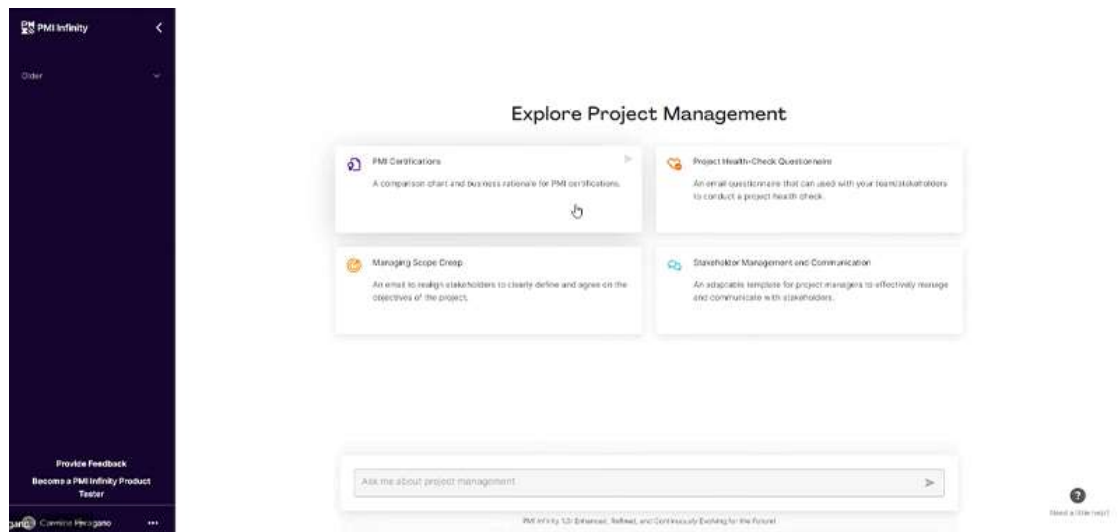 PMI Infinity
Older
Explore Project Management
PMI Certifications
A comparison chart and business rationale for PMI certifications.
Project Health-Check Questionnaire
An email questionnaire that can used with your team/stakeholders
to conduct a project health check.
Managing Scope Creep
An email to realign stakeholders to clearly define and agree on the
objectives of the project.
Stakeholder Management and Communication
An adaptable template for project managers to effectively manage
and communicate with stakeholders.
Provide Feedback
Become a PMI Infinity Product
Tester
Ask me about project management
PMI Infinity 1.0: Enhanced, Refined, and Continuously Evolving for the Future!
Need a little help?